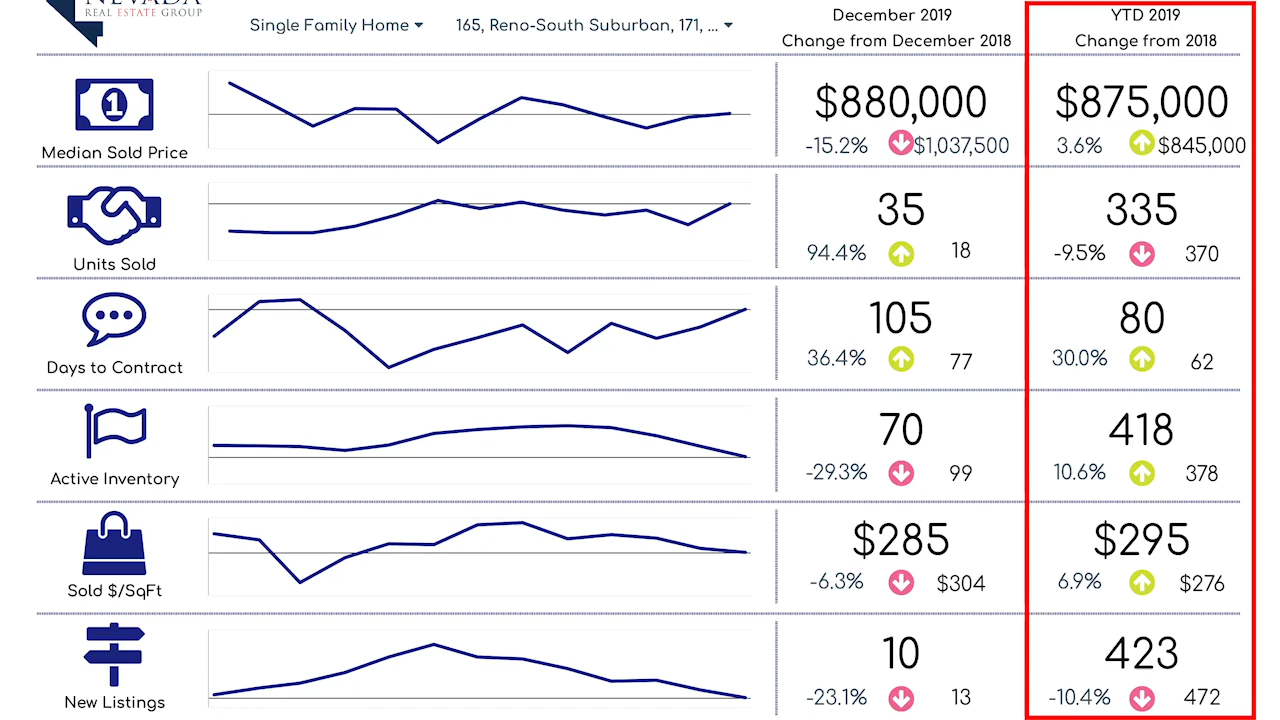 NEVADA
REAL ESTATE GROUP
Single Family Home
165, Reno-South Suburban, 171, ...
December 2019
Change from December 2018
YTD 2019
Change from 2018
1
Median Sold Price
$880,000
-15.2% $1,037,500
$875,000
3.6% $845,000
Units Sold
35
94.4% 18
335
-9.5% 370
Days to Contract
105
36.4% 77
80
30.0% 62
Active Inventory
70
-29.3% 99
418
10.6% 378
Sold $/SqFt
$285
-6.3% $304
$295
6.9% $276
New Listings
10
-23.1% 13
423
-10.4% 472